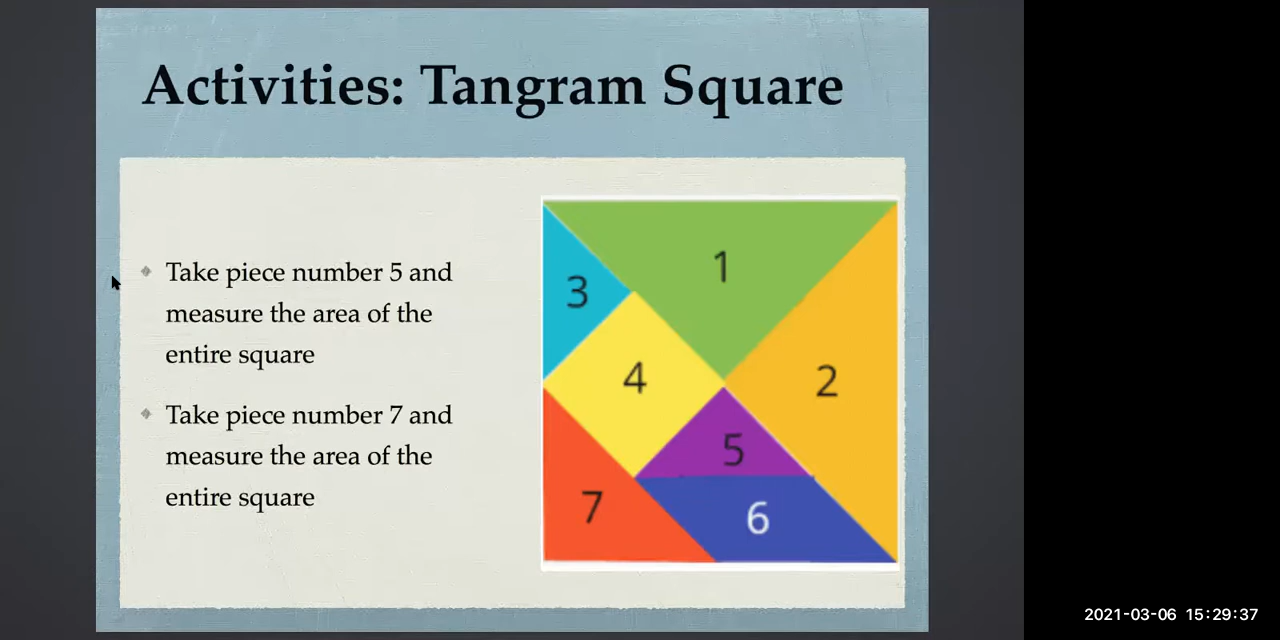 Activities: Tangram Square
Take piece number 5 and
measure the area of the
entire square
Take piece number 7 and
measure the area of the
entire square
1
3
4
2
5
7
6
2021-03-06 15:29:37